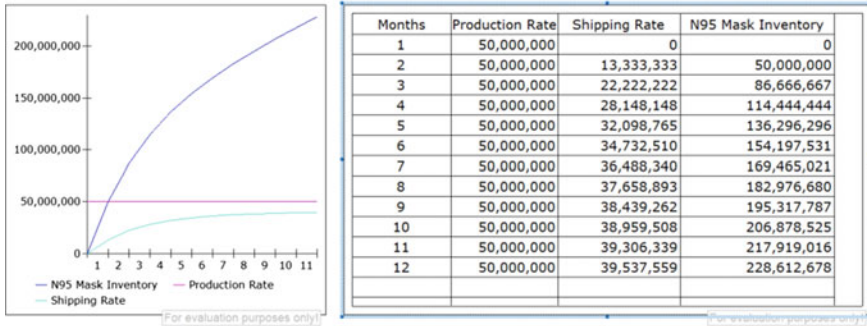 200,000,000
150,000,000
100,000,000
50,000,000
0
1 2 3 4 5 6 7 8 9 10 11
N95 Mask Inventory Production Rate
Shipping Rate
For evaluation purposes only!
Months Production Rate Shipping Rate N95 Mask Inventory
1 50,000,000 0 0
2 50,000,000 13,333,333 50,000,000
3 50,000,000 22,222,222 86,666,667
4 50,000,000 28,148,148 114,444,444
5 50,000,000 32,098,765 136,296,296
6 50,000,000 34,732,510 154,197,531
7 50,000,000 36,488,340 169,465,021
8 50,000,000 37,658,893 182,976,680
9 50,000,000 38,439,262 195,317,787
10 50,000,000 38,959,508 206,878,525
11 50,000,000 39,306,339 217,919,016
12 50,000,000 39,537,559 228,612,678
For evaluation purposes only!